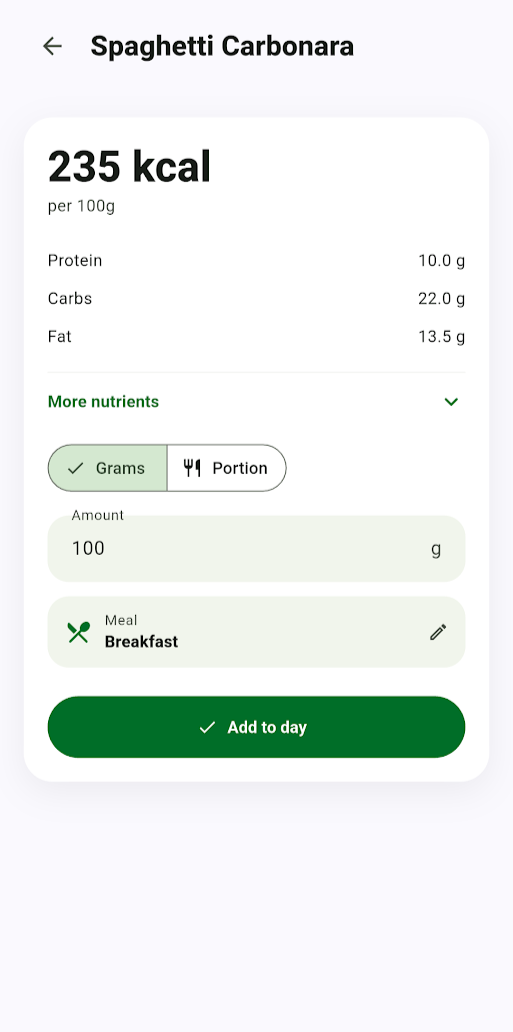 Spaghetti Carbonara
235 kcal
per 100g
Protein 10.0 g
Carbs 22.0 g
Fat 13.5 g
More nutrients
Grams Portion
Amount
100 g
Meal
Breakfast
Add to day